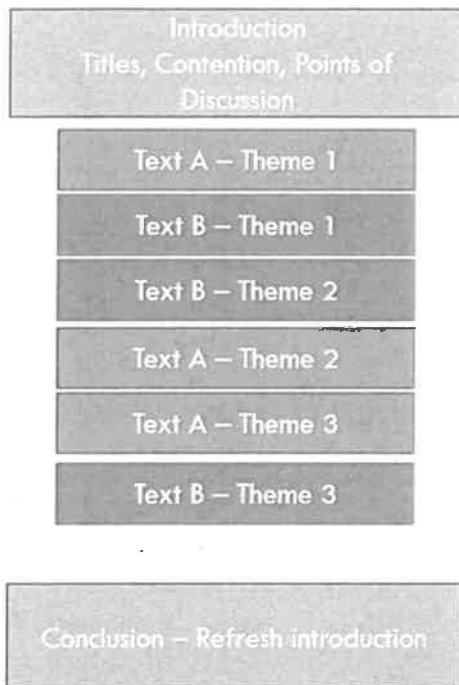 Introduction
Titles, Contention, Points of
Discussion
Text A – Theme 1
Text B – Theme 1
Text B – Theme 2
Text A – Theme 2
Text A – Theme 3
Text B – Theme 3
Conclusion – Refresh introduction